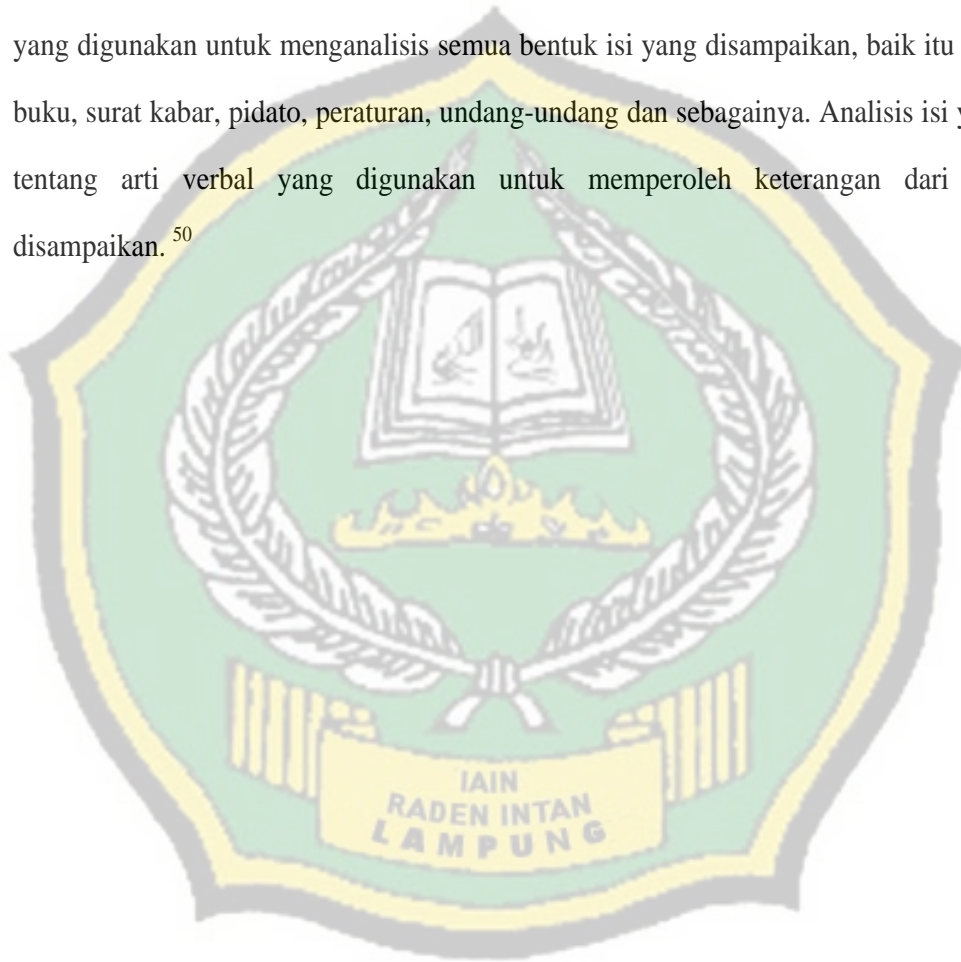 yang digunakan untuk menganalisis semua bentuk isi yang disampaikan, baik itu
buku, surat kabar, pidato, peraturan, undang-undang dan sebagainya. Analisis isi
tentang arti verbal yang digunakan untuk memperoleh keterangan dari
disampaikan. 50
IAIN
RADEN INTAN
LAMPUNG